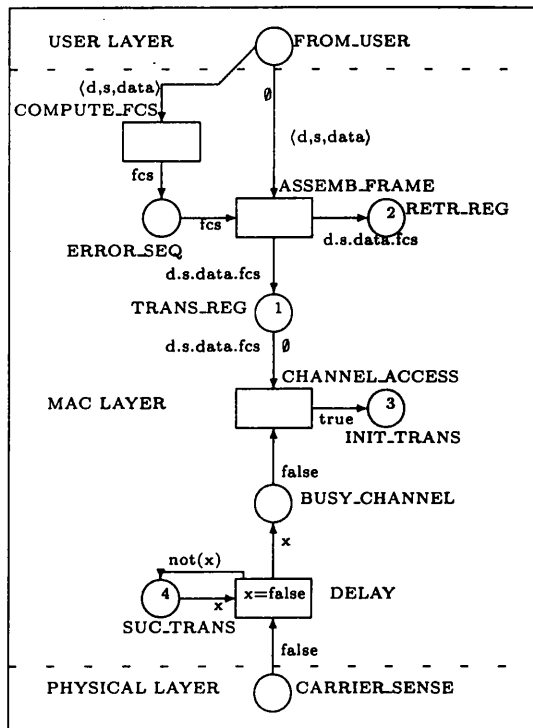 USER LAYER
FROM_USER
⟨d,s,data⟩
∅
COMPUTE_FCS
⟨d,s,data⟩
fcs
ASSEMB_FRAME
2
RETR_REG
fcs
d.s.data.fcs
ERROR_SEQ
d.s.data.fcs
TRANS_REG
1
d.s.data.fcs
∅
CHANNEL_ACCESS
MAC LAYER
3
true
INIT_TRANS
false
BUSY_CHANNEL
x
not(x)
4
x
x=false
DELAY
SUC_TRANS
false
PHYSICAL LAYER
CARRIER_SENSE